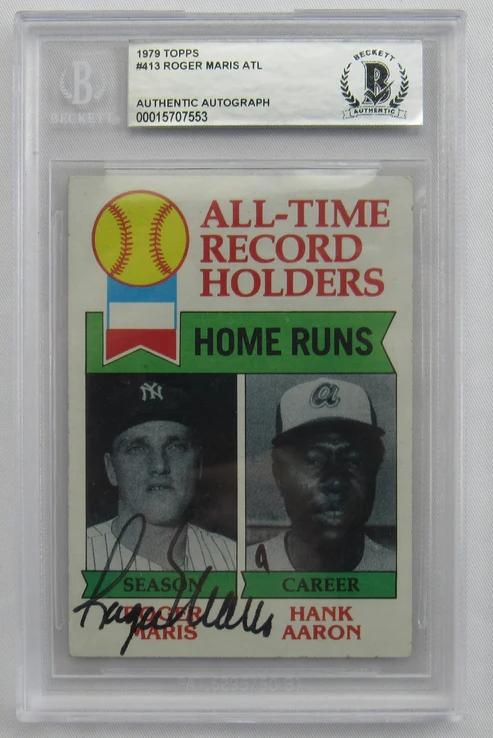 1979 TOPPS
#413 ROGER MARIS ATL
AUTHENTIC AUTOGRAPH
00015707553
BECKETT
B
AUTHENTIC
B
BECKETT
ALL-TIME
RECORD
HOLDERS
HOME RUNS
NY
a
SEASON
CAREER
ROGER
MARIS
HANK
AARON
Roger Maris